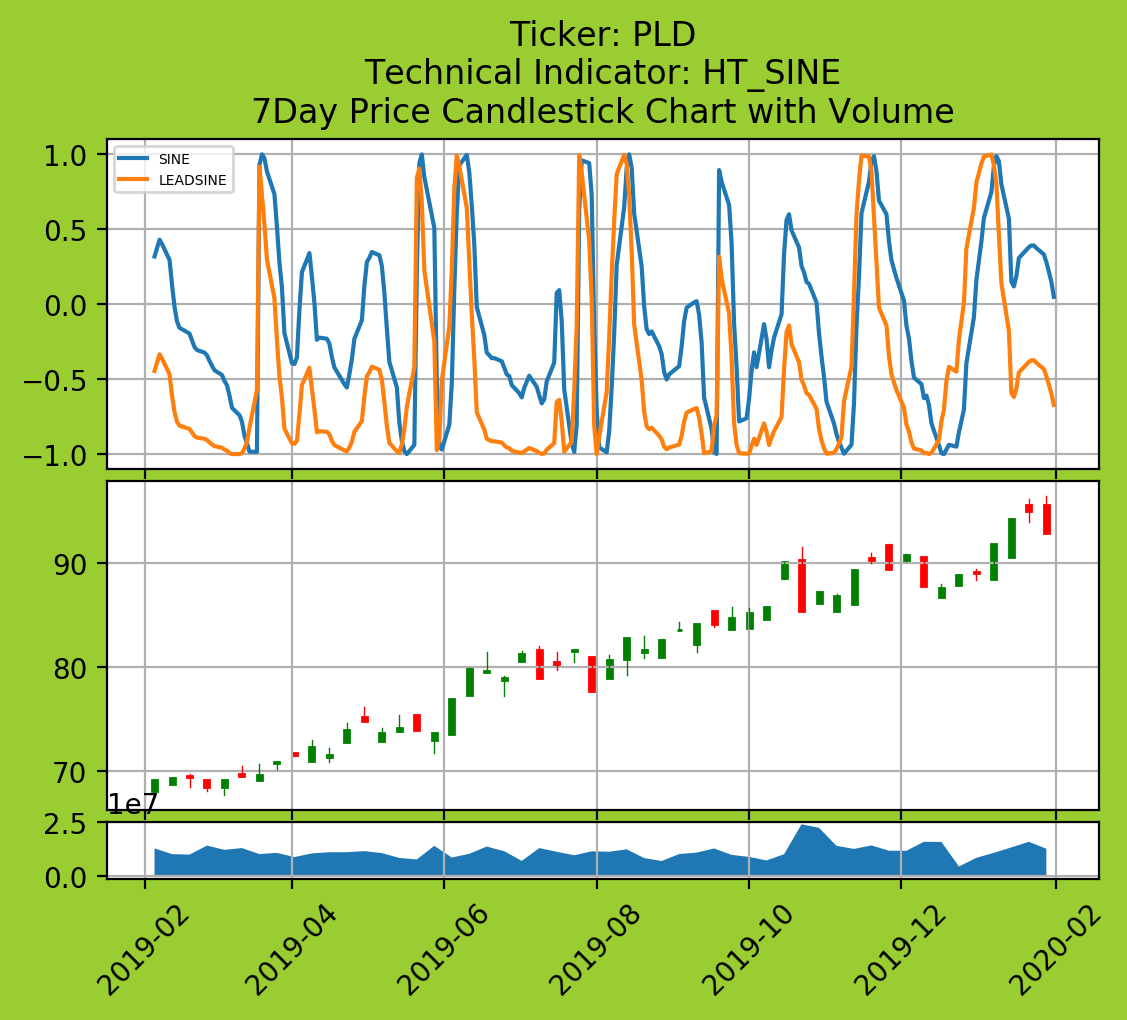 Ticker: PLD
Technical Indicator: HT_SINE
7Day Price Candlestick Chart with Volume
SINE
LEADSINE
1.0
0.5
0.0
−0.5
−1.0
90
80
70
1e7
2.5
0.0
2019-02
2019-04
2019-06
2019-08
2019-10
2019-12
2020-02